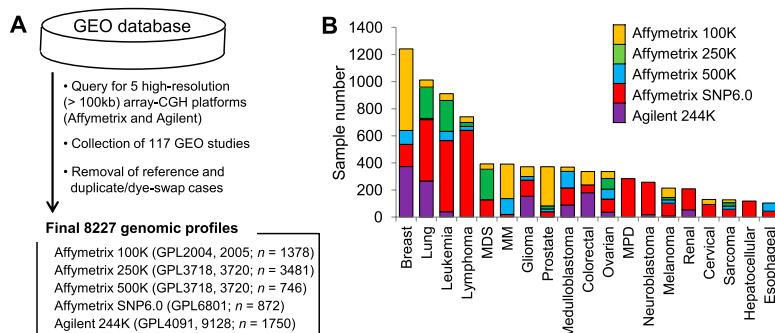 A
GEO database
• Query for 5 high-resolution
(> 100kb) array-CGH platforms
(Affymetrix and Agilent)
• Collection of 117 GEO studies
• Removal of reference and
duplicate/dye-swap cases
Final 8227 genomic profiles
Affymetrix 100K (GPL2004, 2005; n = 1378)
Affymetrix 250K (GPL3718, 3720; n = 3481)
Affymetrix 500K (GPL3718, 3720; n = 746)
Affymetrix SNP6.0 (GPL6801; n = 872)
Agilent 244K (GPL4091, 9128; n = 1750)
B
Sample number
1400
1200
1000
800
600
400
200
0
Affymetrix 100K
Affymetrix 250K
Affymetrix 500K
Affymetrix SNP6.0
Agilent 244K
Breast
Lung
Leukemia
Lymphoma
MDS
MM
Glioma
Prostate
Medulloblastoma
Colorectal
Ovarian
MPD
Neuroblastoma
Melanoma
Renal
Cervical
Sarcoma
Hepatocellular
Esophageal